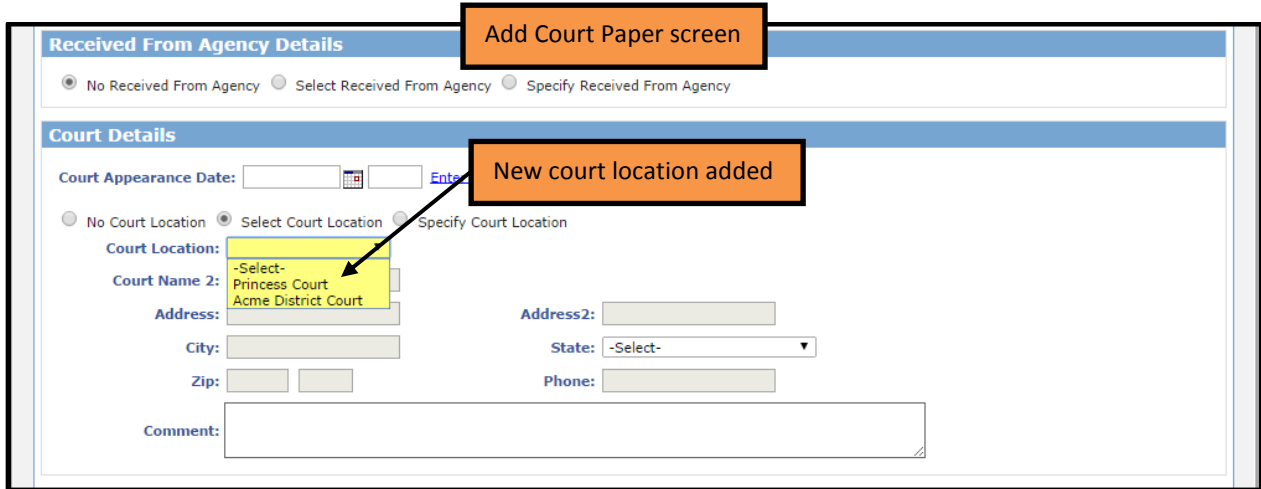 Add Court Paper screen
Received From Agency Details
No Received From Agency Select Received From Agency Specify Received From Agency
Court Details
New court location added
Court Appearance Date:
No Court Location Select Court Location Specify Court Location
Court Location:
-Select-
Princess Court
Acme District Court
Court Name 2:
Address: Address2:
City: State: -Select-
Zip: Phone:
Comment: